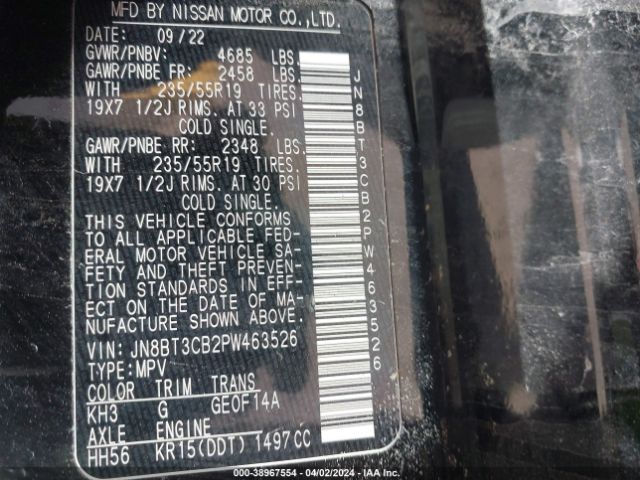 MFD BY NISSAN MOTOR CO.,LTD.
DATE: 09/22
GVWR/PNBV: 4685 LBS.
GAWR/PNBE FR: 2458 LBS.
WITH 235/55R19 TIRES.
19X7 1/2J RIMS. AT 33 PSI
COLD SINGLE.
GAWR/PNBE RR: 2348 LBS.
WITH 235/55R19 TIRES.
19X7 1/2J RIMS. AT 30 PSI
COLD SINGLE.
THIS VEHICLE CONFORMS
TO ALL APPLICABLE FED-
ERAL MOTOR VEHICLE SA-
FETY AND THEFT PREVEN-
TION STANDARDS IN EFF-
ECT ON THE DATE OF MA-
NUFACTURE SHOWN ABOVE.
VIN: JN8BT3CB2PW463526
TYPE:MPV
COLOR TRIM TRANS
KH3 G GE0F14A
AXLE ENGINE
HH56 KR15(DDT) 1497CC
JN8BT3CB2PW463526
000-38967554 - 04/02/2024 - IAA Inc.